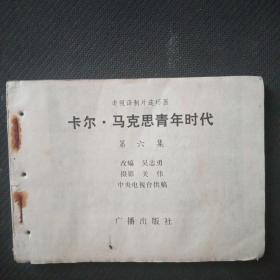 电视译制片连环画
卡尔·马克思青年时代
第六集
改编 吴志勇
摄影 关伟
中央电视台供稿
广播出版社